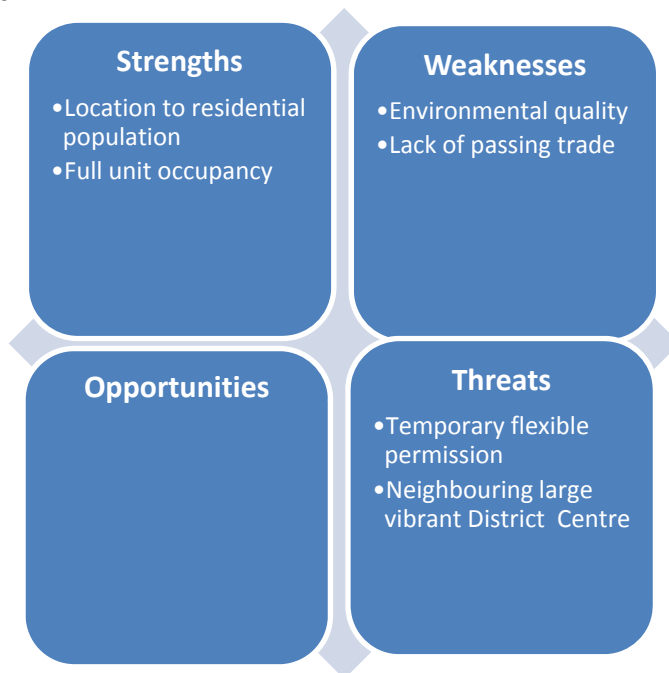 Strengths
•Location to residential
population
•Full unit occupancy
Weaknesses
•Environmental quality
•Lack of passing trade
Opportunities
Threats
•Temporary flexible
permission
•Neighbouring large
vibrant District Centre